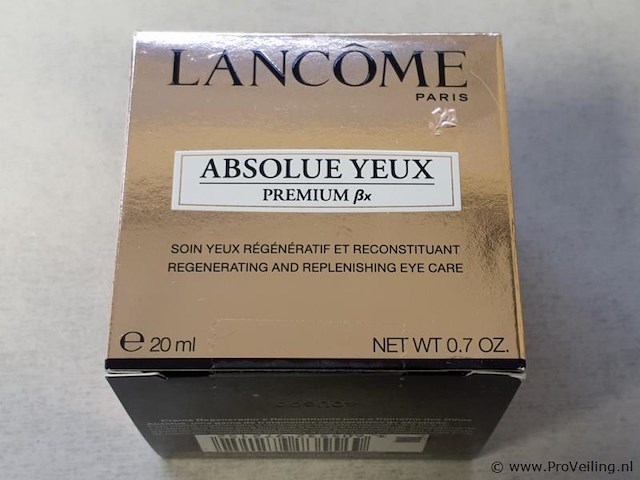 LANCÔME
PARIS
ABSOLUE YEUX
PREMIUM βx
SOIN YEUX RÉGÉNÉRATIF ET RECONSTITUANT
REGENERATING AND REPLENISHING EYE CARE
℮ 20 ml NET WT 0.7 OZ.
© www.ProVeiling.nl